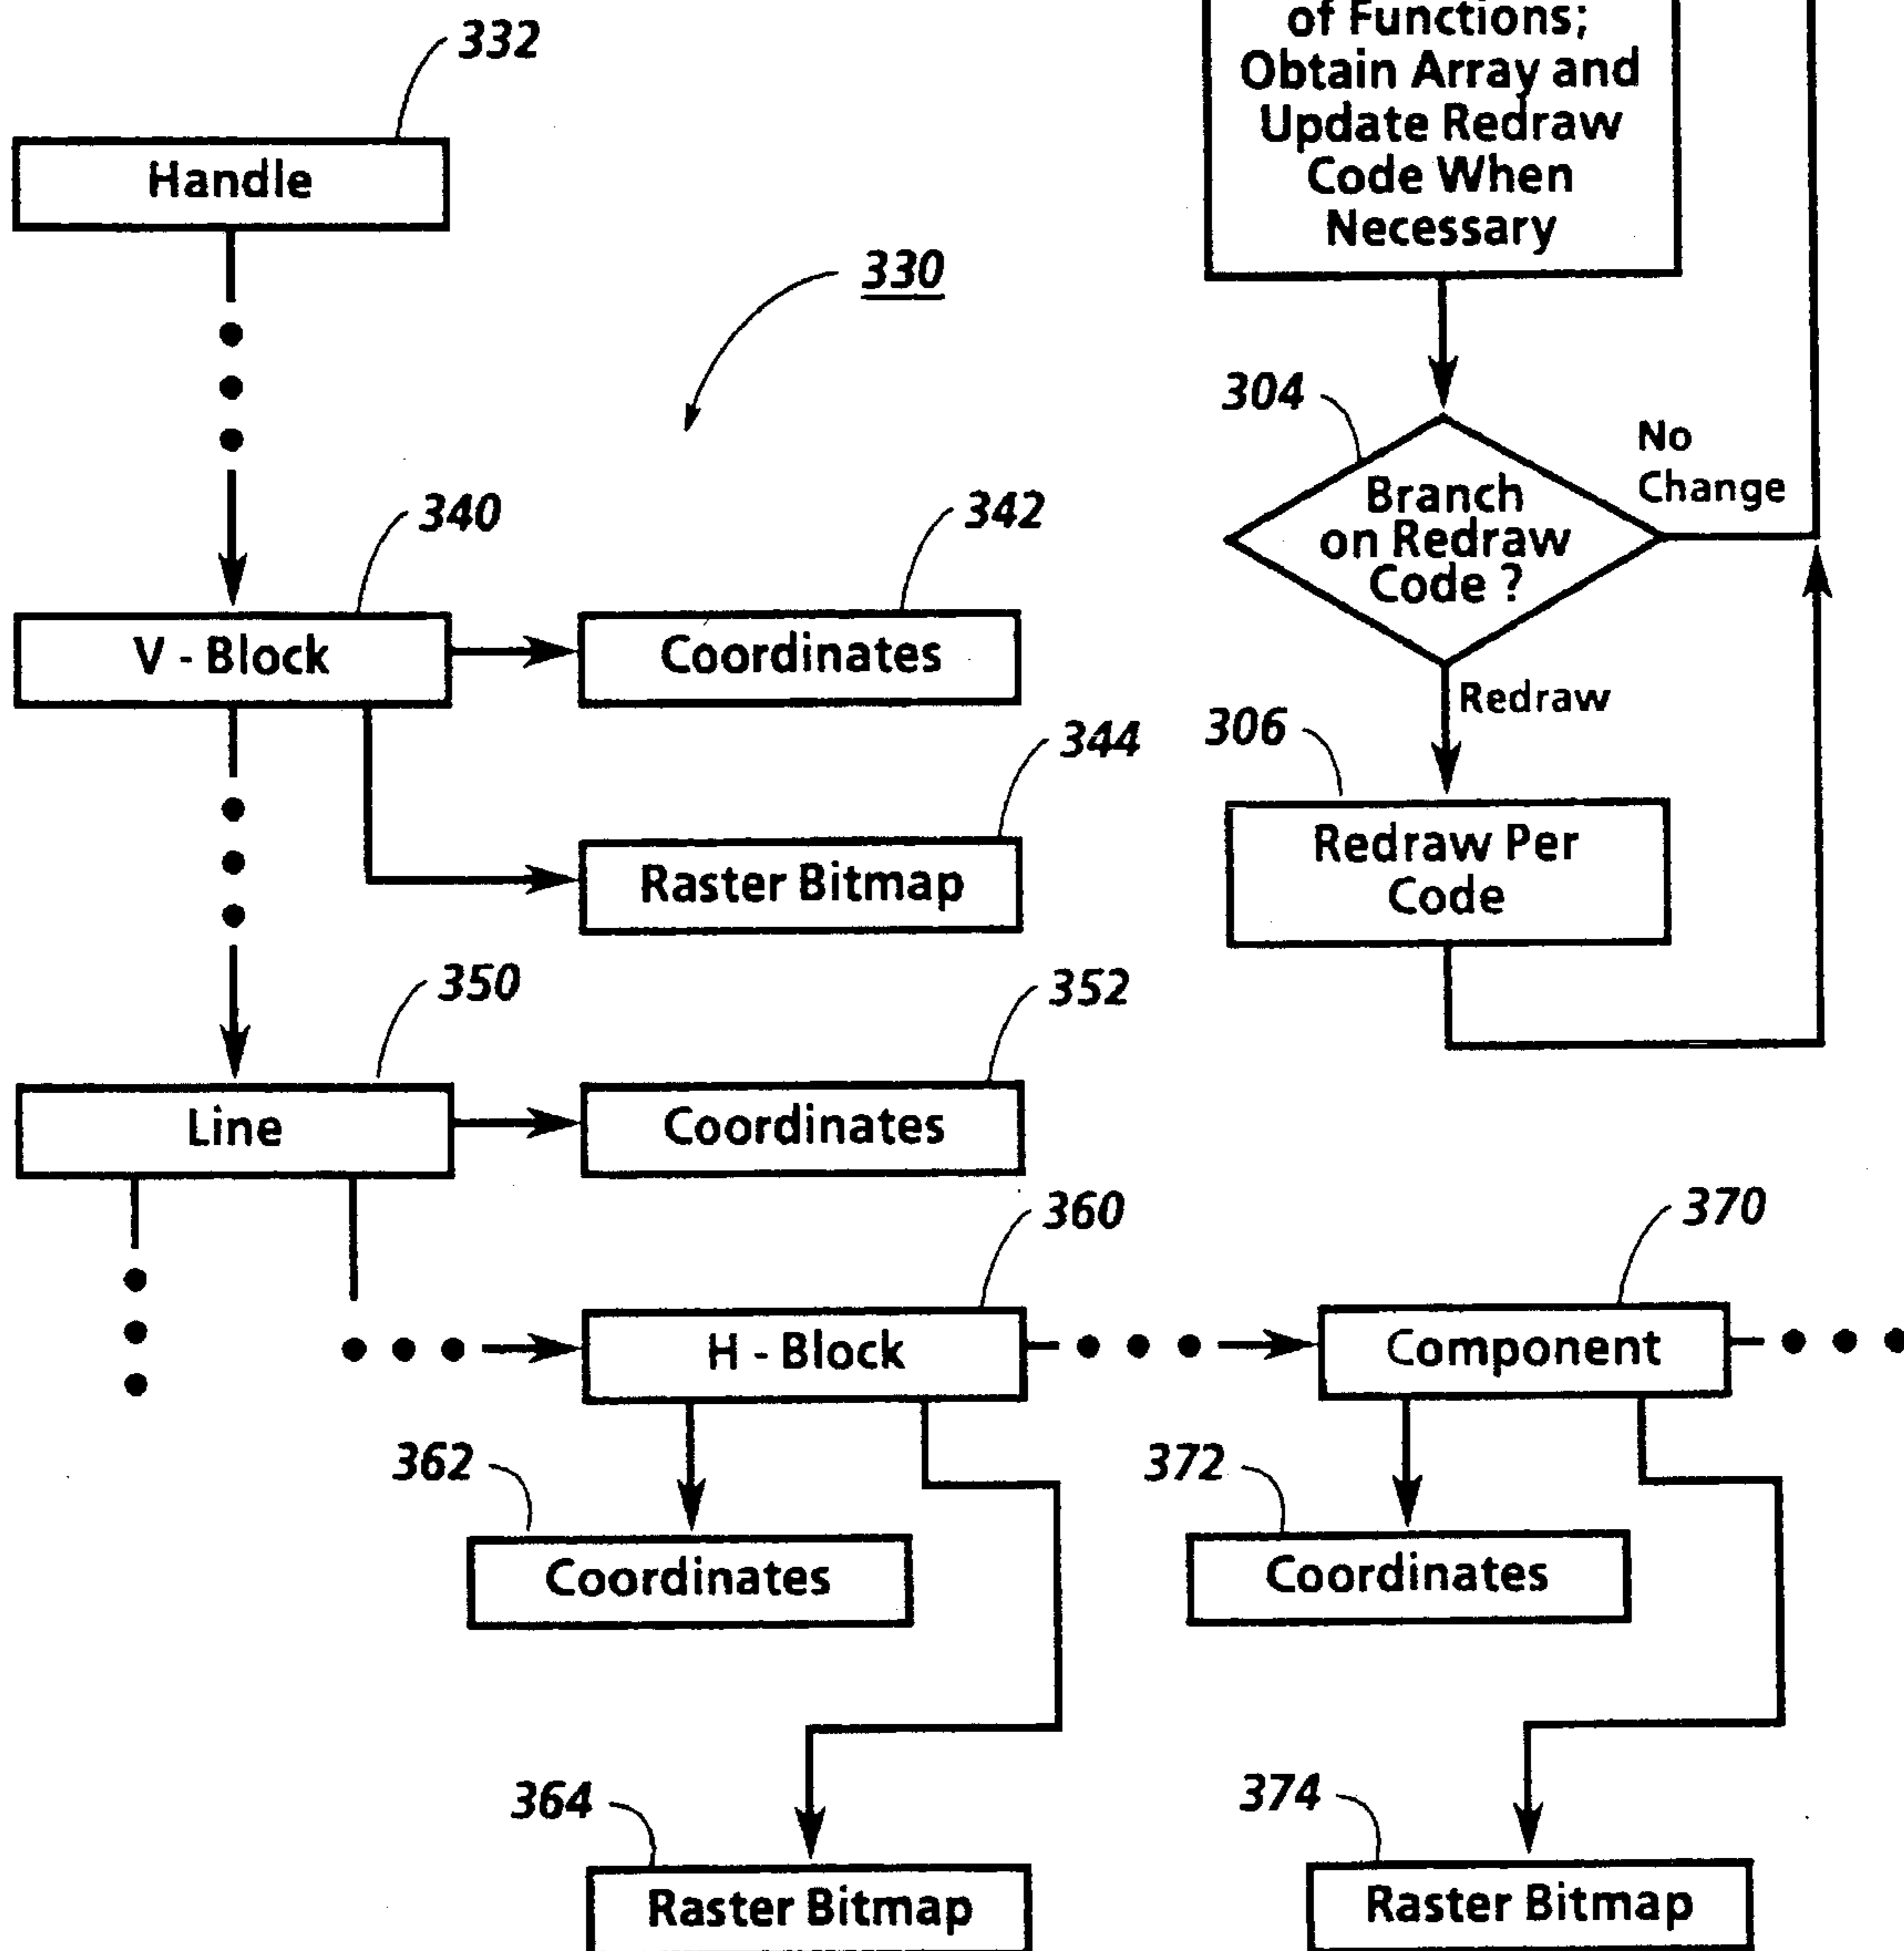 332
Handle
330
340
V - Block
342
Coordinates
344
Raster Bitmap
350
Line
352
Coordinates
360
H - Block
370
Component
362
Coordinates
372
Coordinates
364
Raster Bitmap
374
Raster Bitmap
of Functions;
Obtain Array and
Update Redraw
Code When
Necessary
304
Branch
on Redraw
Code ?
No
Change
Redraw
306
Redraw Per
Code